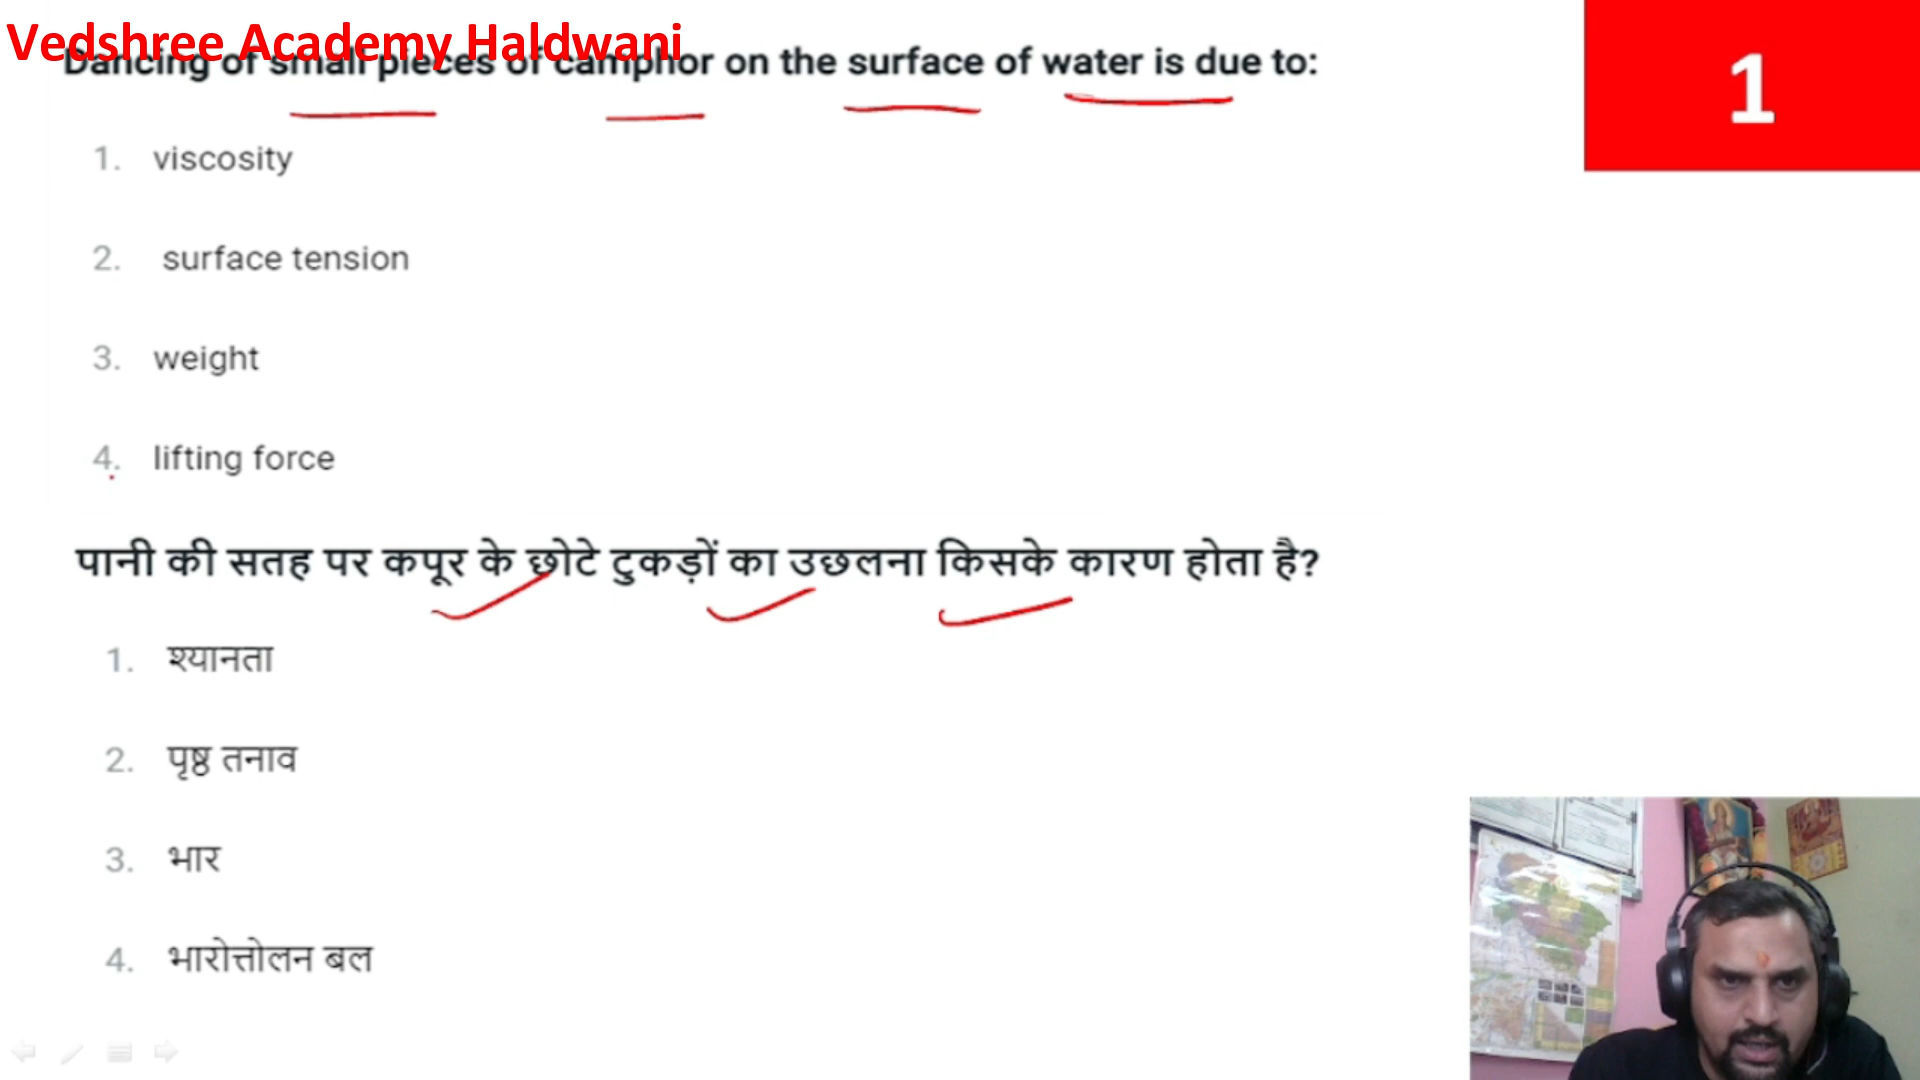 Vedshree Academy Haldwani
Dancing of small pieces of camphor on the surface of water is due to:
1
1. viscosity
2. surface tension
3. weight
4. lifting force
पानी की सतह पर कपूर के छोटे टुकड़ों का उछलना किसके कारण होता है?
1. श्यानता
2. पृष्ठ तनाव
3. भार
4. भारोत्तोलन बल